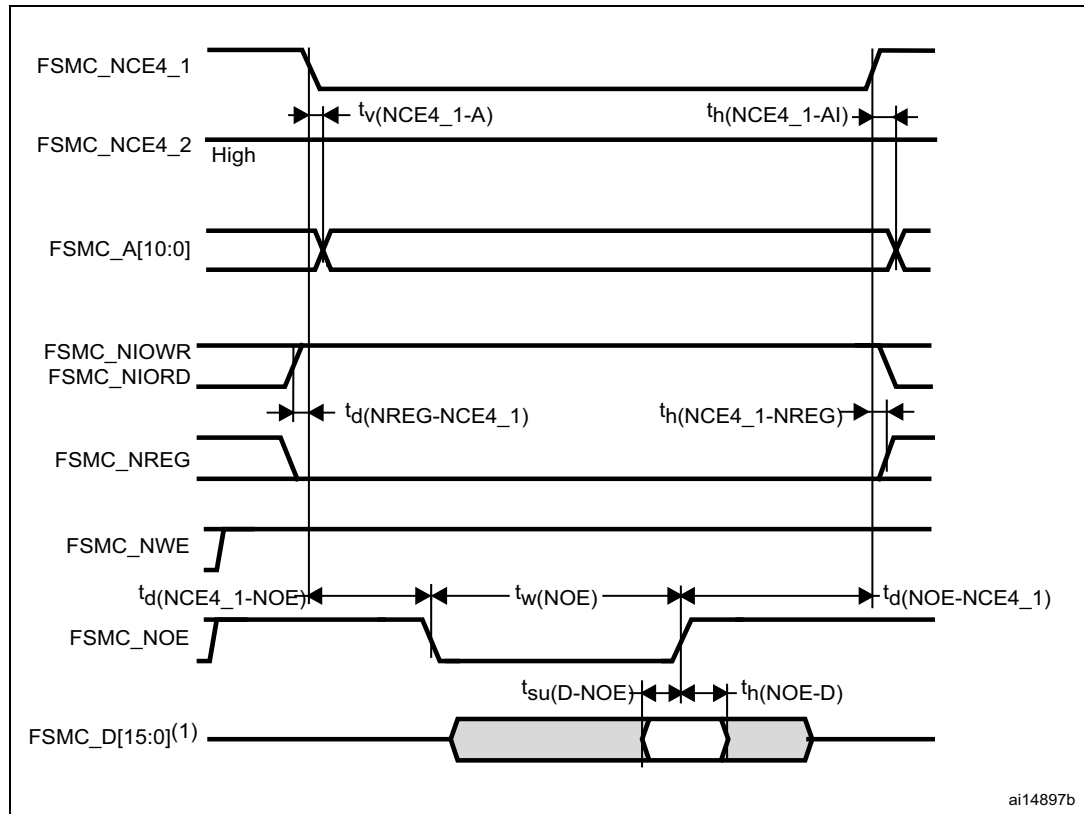 FSMC_NCE4_1
tv(NCE4_1-A)
th(NCE4_1-AI)
FSMC_NCE4_2
High
FSMC_A[10:0]
FSMC_NIOWR
FSMC_NIORD
td(NREG-NCE4_1)
th(NCE4_1-NREG)
FSMC_NREG
FSMC_NWE
td(NCE4_1-NOE)
tw(NOE)
td(NOE-NCE4_1)
FSMC_NOE
tsu(D-NOE)
th(NOE-D)
FSMC_D[15:0](1)
ai14897b